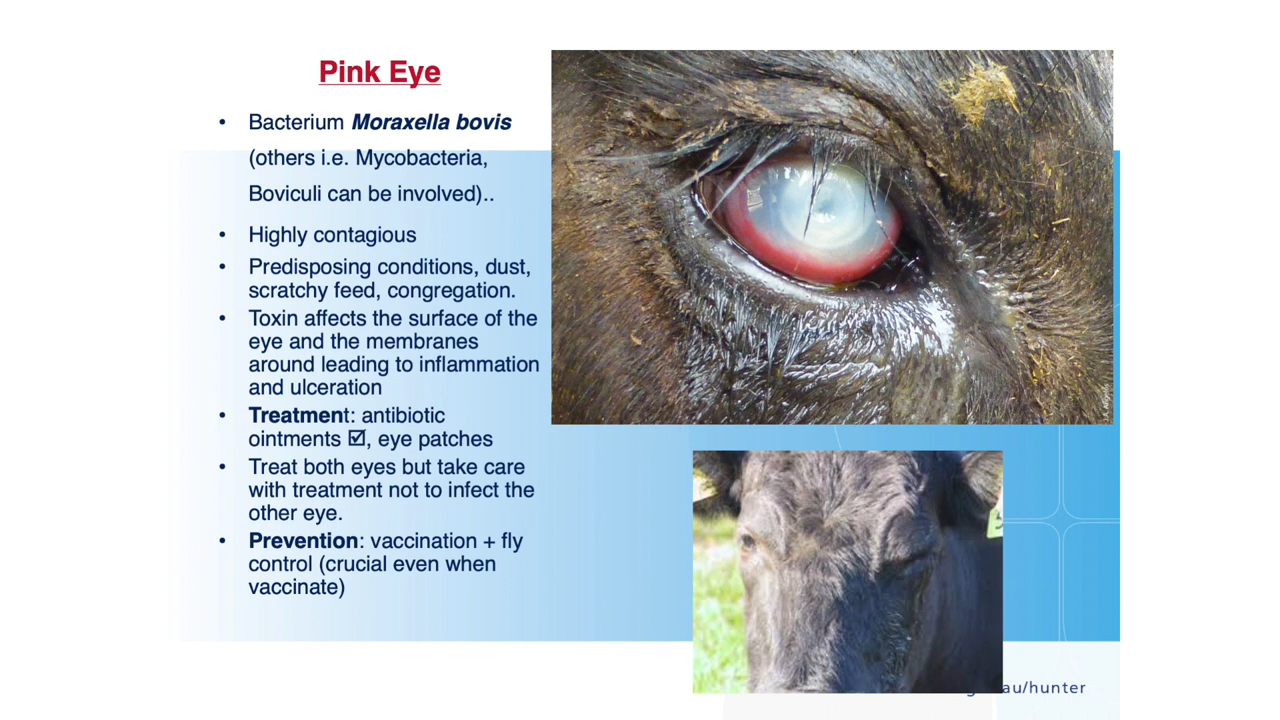 Pink Eye
• Bacterium Moraxella bovis
(others i.e. Mycobacteria,
Boviculi can be involved)..
• Highly contagious
• Predisposing conditions, dust,
scratchy feed, congregation.
• Toxin affects the surface of the
eye and the membranes
around leading to inflammation
and ulceration
• Treatment: antibiotic
ointments ☑, eye patches
• Treat both eyes but take care
with treatment not to infect the
other eye.
• Prevention: vaccination + fly
control (crucial even when
vaccinate)
au/hunter